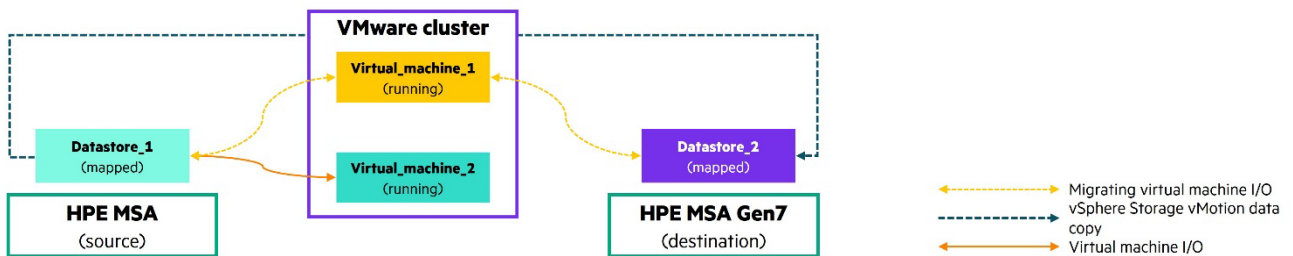 VMware cluster
Virtual_machine_1
(running)
Datastore_1
(mapped)
Virtual_machine_2
(running)
Datastore_2
(mapped)
HPE MSA
(source)
HPE MSA Gen7
(destination)
Migrating virtual machine I/O
vSphere Storage vMotion data
copy
Virtual machine I/O